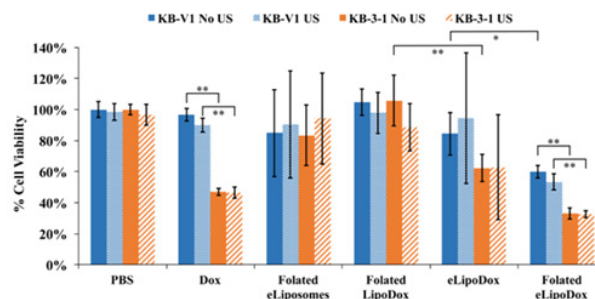 KB-V1 No US KB-V1 US KB-3-1 No US KB-3-1 US
140%
120%
100%
80%
60%
40%
20%
0%
% Cell Viability
** ** ** * ** **
PBS Dox Folated eLiposomes Folated LipoDox eLipoDox Folated eLipoDox